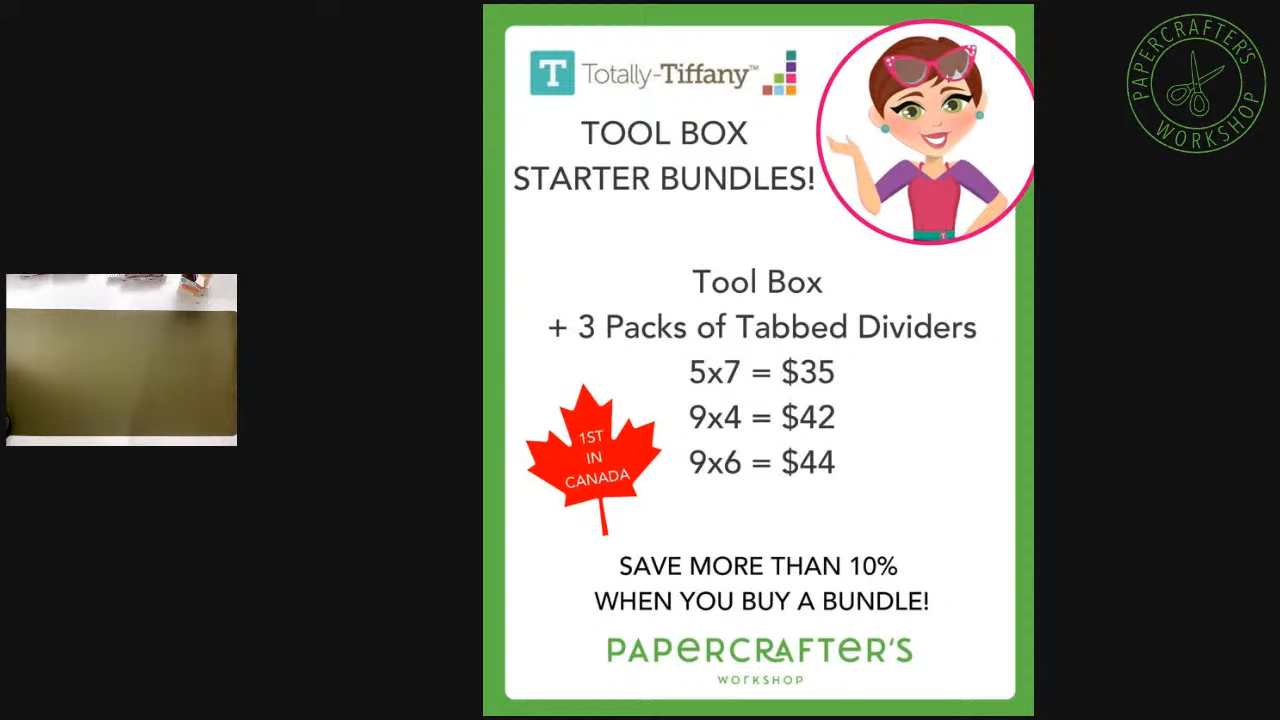 T Totally-Tiffany™
TOOL BOX
STARTER BUNDLES!
Tool Box
+ 3 Packs of Tabbed Dividers
5x7 = $35
9x4 = $42
9x6 = $44
1ST
IN
CANADA
SAVE MORE THAN 10%
WHEN YOU BUY A BUNDLE!
PAPERCRAFTER'S
WORKSHOP
PAPERCRAFTER'S
WORKSHOP